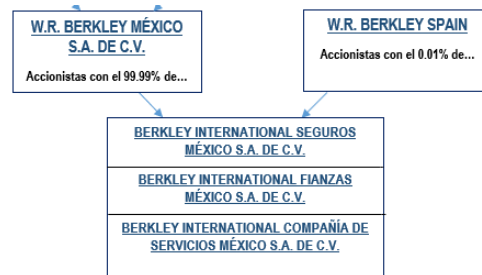 W.R. BERKLEY MÉXICO
S.A. DE C.V.
Accionistas con el 99.99% de...
W.R. BERKLEY SPAIN
Accionistas con el 0.01% de...
BERKLEY INTERNATIONAL SEGUROS
MÉXICO S.A. DE C.V.
BERKLEY INTERNATIONAL FIANZAS
MÉXICO S.A. DE C.V.
BERKLEY INTERNATIONAL COMPAÑÍA DE
SERVICIOS MÉXICO S.A. DE C.V.